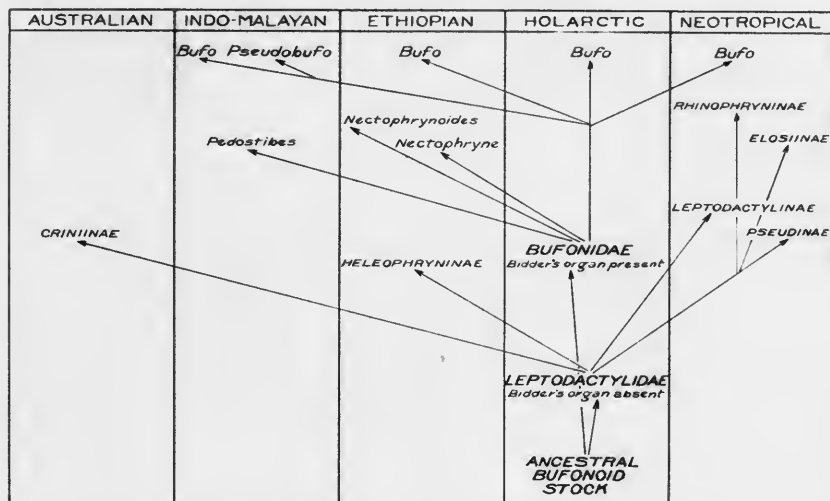 AUSTRALIAN INDO-MALAYAN ETHIOPIAN HOLARCTIC NEOTROPICAL
Bufo Pseudobufo Bufo Bufo Bufo
RHINOPHRYNINAE
Nectophrynoides
ELOSIINAE
Nectophryne
Pedostibes
LEPTODACTYLINAE
CRINIINAE
PSEUDINAE
BUFONIDAE
Bidder's organ present
HELEOPHRYNINAE
LEPTODACTYLIDAE
Bidder's organ absent
ANCESTRAL
BUFONOID
STOCK